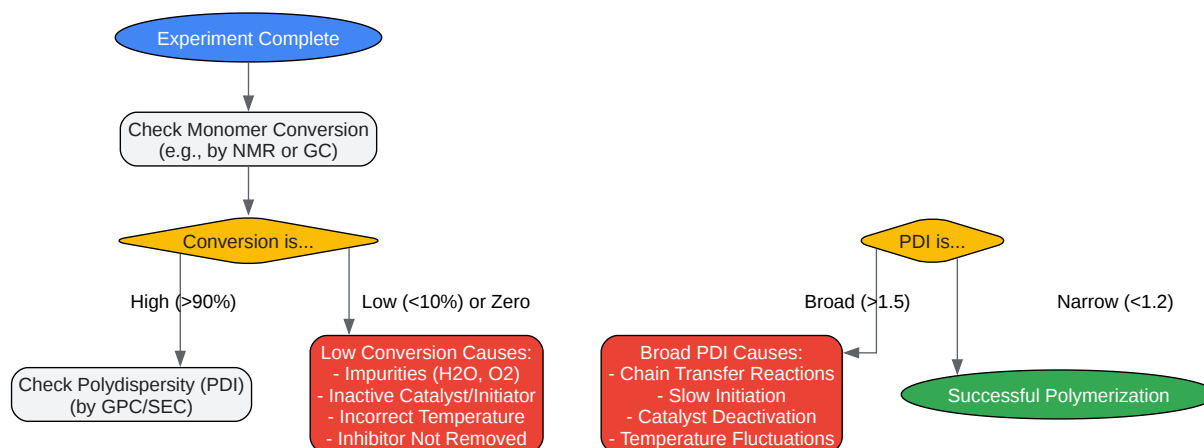 Experiment Complete
Check Monomer Conversion
(e.g., by NMR or GC)
Conversion is...
PDI is...
High (>90%)
Low (<10%) or Zero
Broad (>1.5)
Narrow (<1.2)
Check Polydispersity (PDI)
(by GPC/SEC)
Low Conversion Causes:
- Impurities (H2O, O2)
- Inactive Catalyst/Initiator
- Incorrect Temperature
- Inhibitor Not Removed
Broad PDI Causes:
- Chain Transfer Reactions
- Slow Initiation
- Catalyst Deactivation
- Temperature Fluctuations
Successful Polymerization